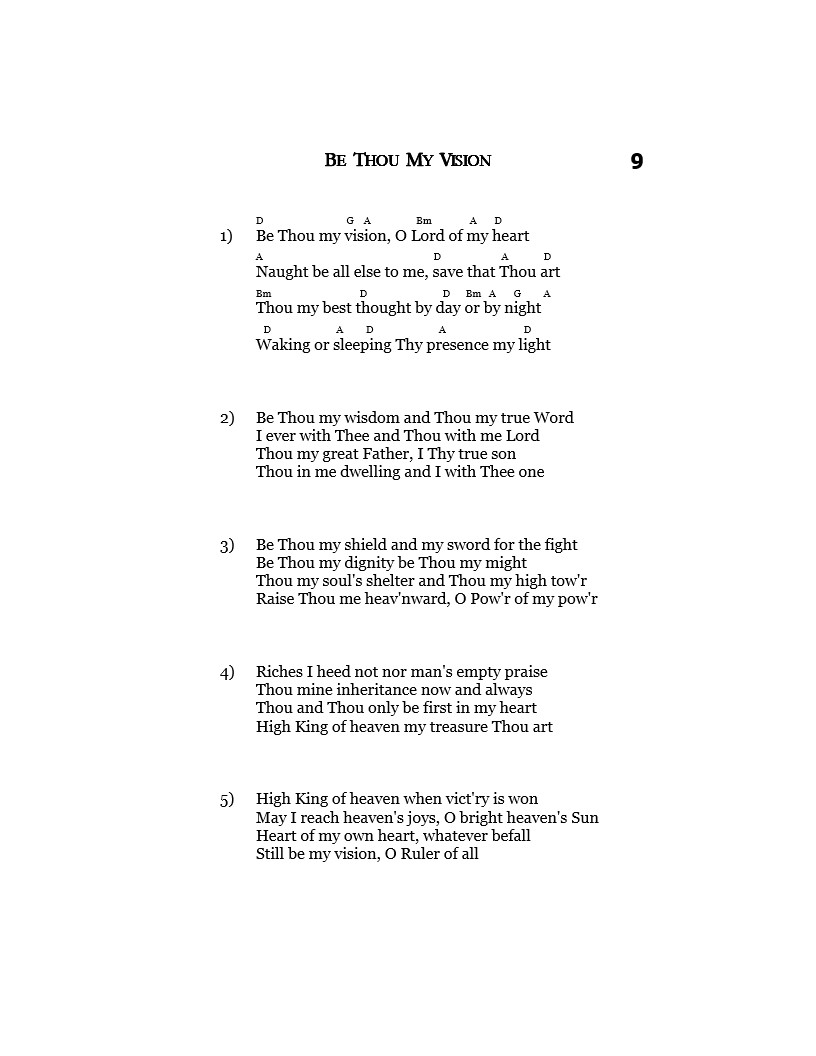 BE THOU MY VISION 9
D G A Bm A D
1) Be Thou my vision, O Lord of my heart
A D A D
Naught be all else to me, save that Thou art
Bm D D Bm A G A
Thou my best thought by day or by night
D A D A D
Waking or sleeping Thy presence my light
2) Be Thou my wisdom and Thou my true Word
I ever with Thee and Thou with me Lord
Thou my great Father, I Thy true son
Thou in me dwelling and I with Thee one
3) Be Thou my shield and my sword for the fight
Be Thou my dignity be Thou my might
Thou my soul's shelter and Thou my high tow'r
Raise Thou me heav'nward, O Pow'r of my pow'r
4) Riches I heed not nor man's empty praise
Thou mine inheritance now and always
Thou and Thou only be first in my heart
High King of heaven my treasure Thou art
5) High King of heaven when vict'ry is won
May I reach heaven's joys, O bright heaven's Sun
Heart of my own heart, whatever befall
Still be my vision, O Ruler of all